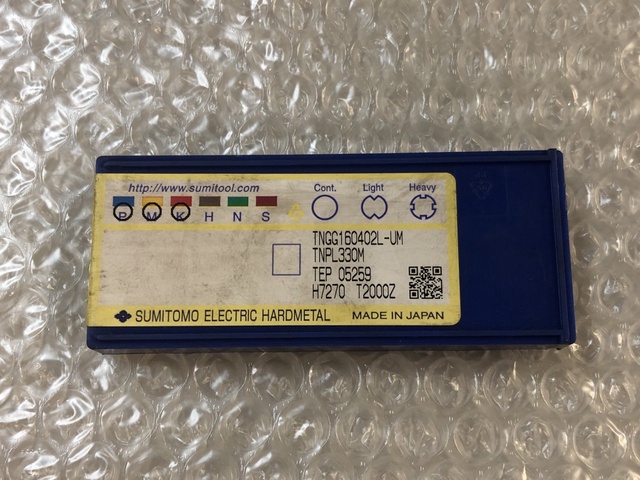 http://www.sumitool.com
Cont. Light Heavy
P M K H N S
TNGG160402L-UM
TNPL330M
TEP 05259
H7270 T2000Z
SUMITOMO ELECTRIC HARDMETAL MADE IN JAPAN